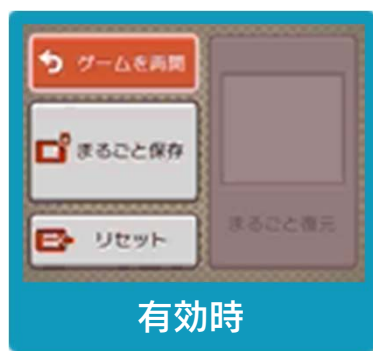 ゲームを再開
まるごと保存
リセット
まるごと復元
有効時